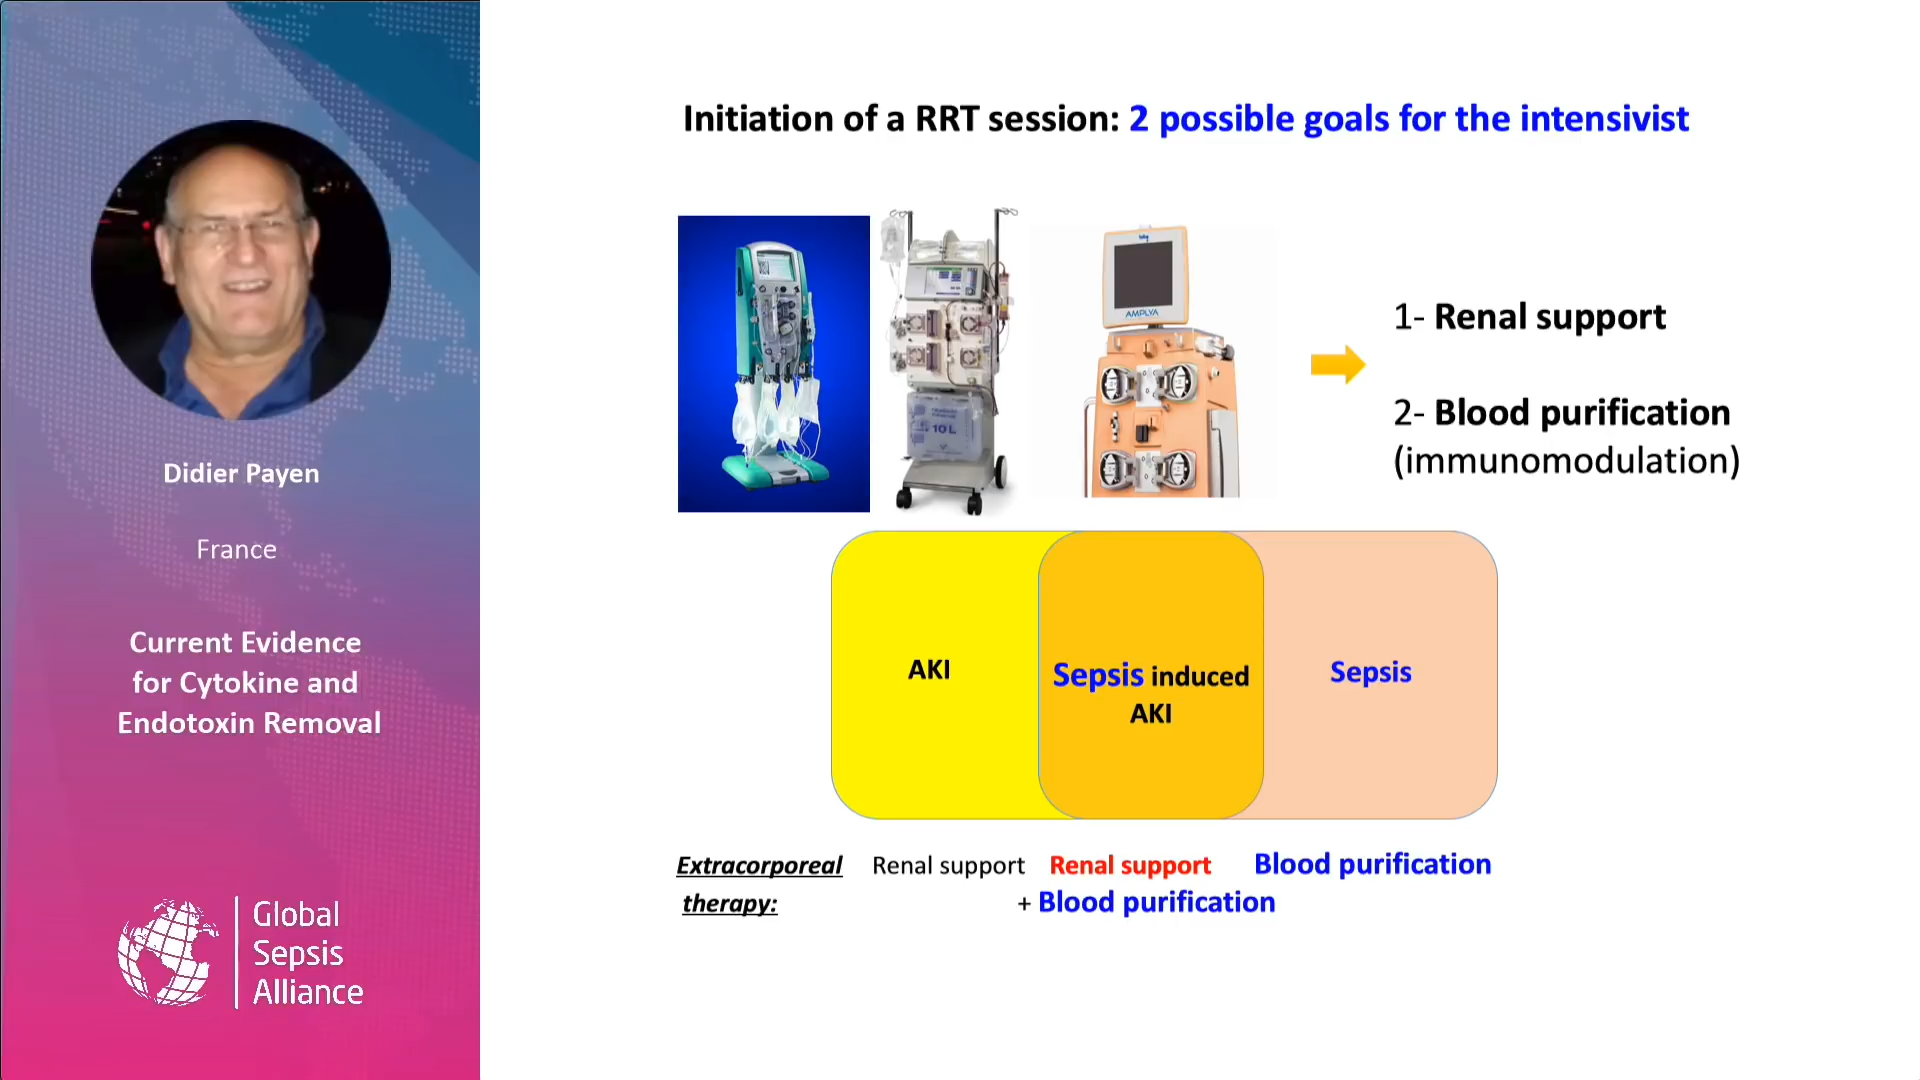 Didier Payen
France
Current Evidence
for Cytokine and
Endotoxin Removal
Global
Sepsis
Alliance
Initiation of a RRT session: 2 possible goals for the intensivist
10 L
AMPLYA
1- Renal support
2- Blood purification
(immunomodulation)
AKI
Sepsis induced
AKI
Sepsis
Extracorporeal Renal support Renal support Blood purification
therapy: + Blood purification